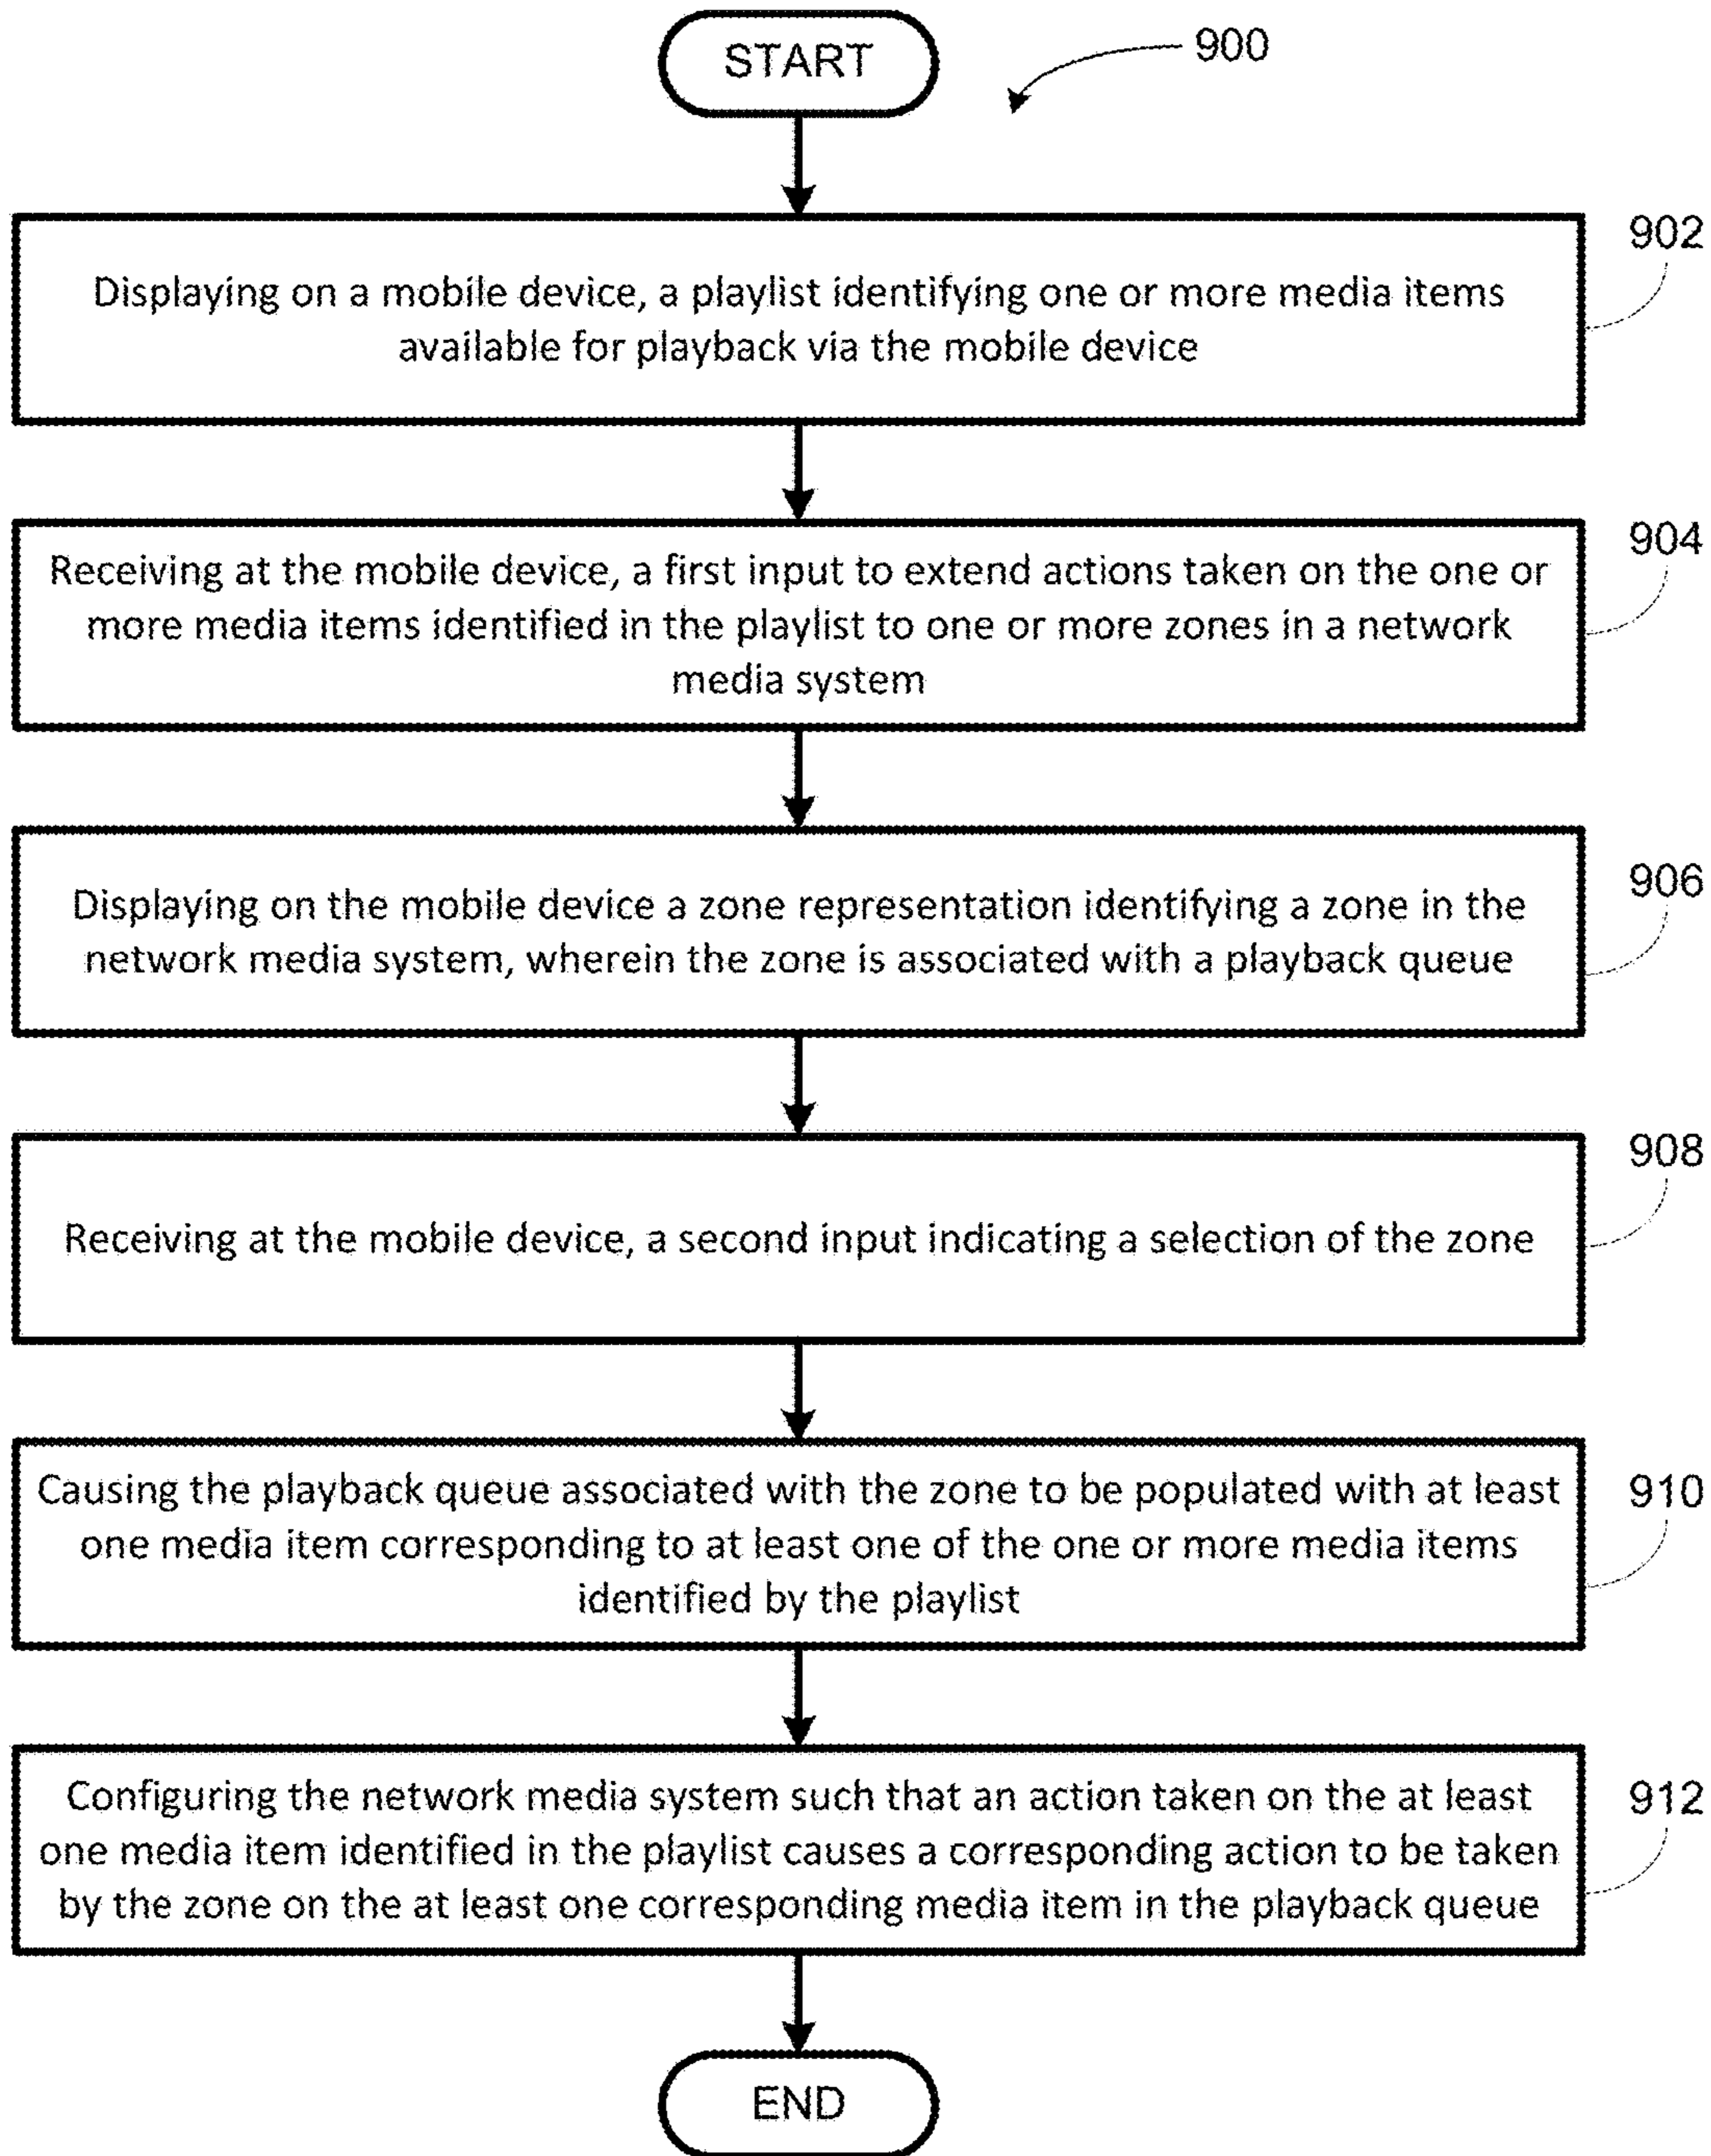 START
900
902
Displaying on a mobile device, a playlist identifying one or more media items
available for playback via the mobile device
904
Receiving at the mobile device, a first input to extend actions taken on the one or
more media items identified in the playlist to one or more zones in a network
media system
906
Displaying on the mobile device a zone representation identifying a zone in the
network media system, wherein the zone is associated with a playback queue
908
Receiving at the mobile device, a second input indicating a selection of the zone
910
Causing the playback queue associated with the zone to be populated with at least
one media item corresponding to at least one of the one or more media items
identified by the playlist
912
Configuring the network media system such that an action taken on the at least
one media item identified in the playlist causes a corresponding action to be taken
by the zone on the at least one corresponding media item in the playback queue
END